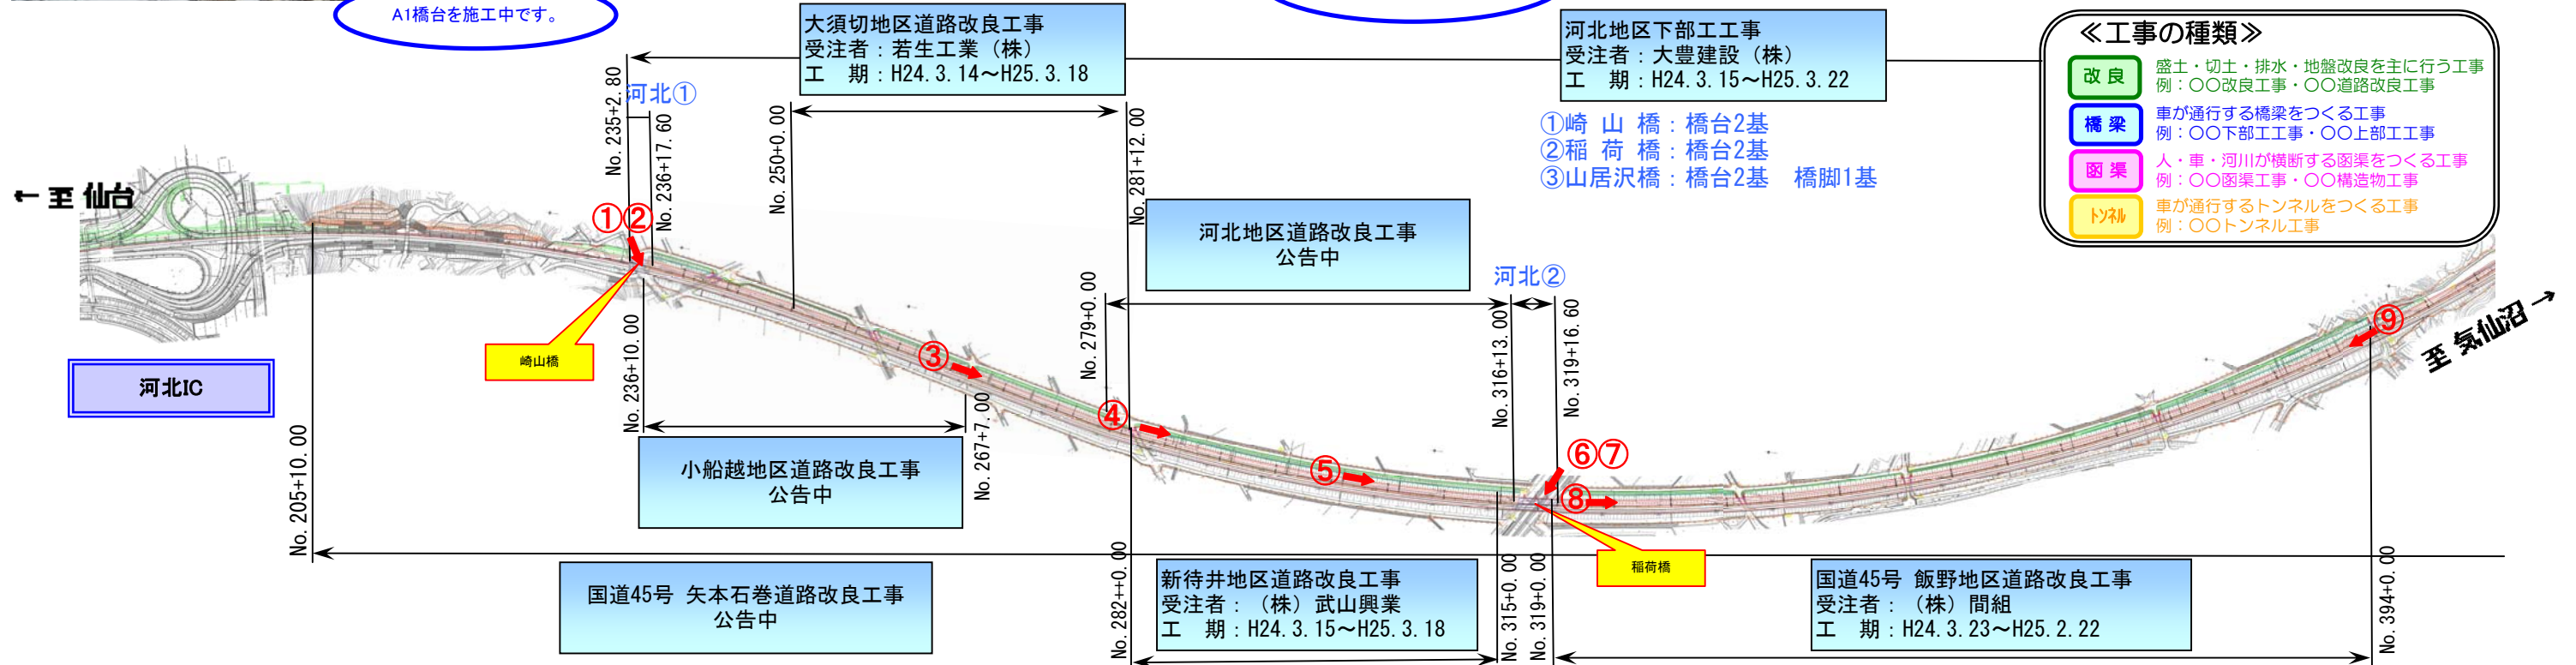 A1橋台を施工中です。
大須切地区道路改良工事
受注者：若生工業（株）
工　期：H24.3.14～H25.3.18
河北地区下部工工事
受注者：大豊建設（株）
工　期：H24.3.15～H25.3.22
①崎 山 橋：橋台2基
②稲 荷 橋：橋台2基
③山居沢橋：橋台2基　橋脚1基
≪工事の種類≫
改 良
盛土・切土・排水・地盤改良を主に行う工事
例：〇〇改良工事・〇〇道路改良工事
橋 梁
車が通行する橋梁をつくる工事
例：〇〇下部工工事・〇〇上部工工事
函 渠
人・車・河川が横断する函渠をつくる工事
例：〇〇函渠工事・〇〇構造物工事
トンネル
車が通行するトンネルをつくる工事
例：〇〇トンネル工事
No.235+2.80
河北①
No.236+17.60
No.250+0.00
No.281+12.00
← 至 仙台
①②
河北地区道路改良工事
公告中
河北②
No.279+0.00
No.316+13.00
No.319+16.60
⑨
至 気仙沼 →
崎山橋
河北IC
No.236+10.00
③
No.267+7.00
④
No.205+10.00
小船越地区道路改良工事
公告中
⑤
⑥⑦
⑧
稲荷橋
国道45号 矢本石巻道路改良工事
公告中
No.282++0.00
新待井地区道路改良工事
受注者：（株）武山興業
工　期：H24.3.15～H25.3.18
No.315+0.00
No.319+0.00
国道45号 飯野地区道路改良工事
受注者：（株）間組
工　期：H24.3.23～H25.2.22
No.394+0.00